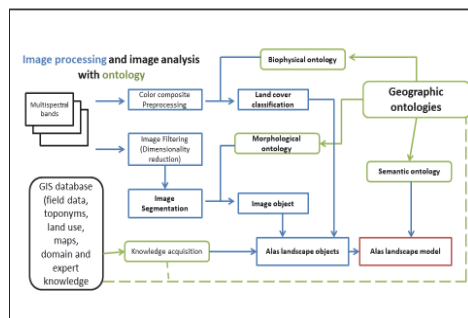 Image processing and image analysis
with ontology
Biophysical ontology
Multispectral
bands
Color composite
Preprocessing
Land cover
classification
Geographic
ontologies
Image Filtering
(Dimensionality
reduction)
Morphological
ontology
Semantic ontology
GIS database
(field data,
toponyms,
land use,
maps,
domain and
expert
knowledge
Image
Segmentation
Image object
Knowledge acquisition
Alas landscape objects
Alas landscape model